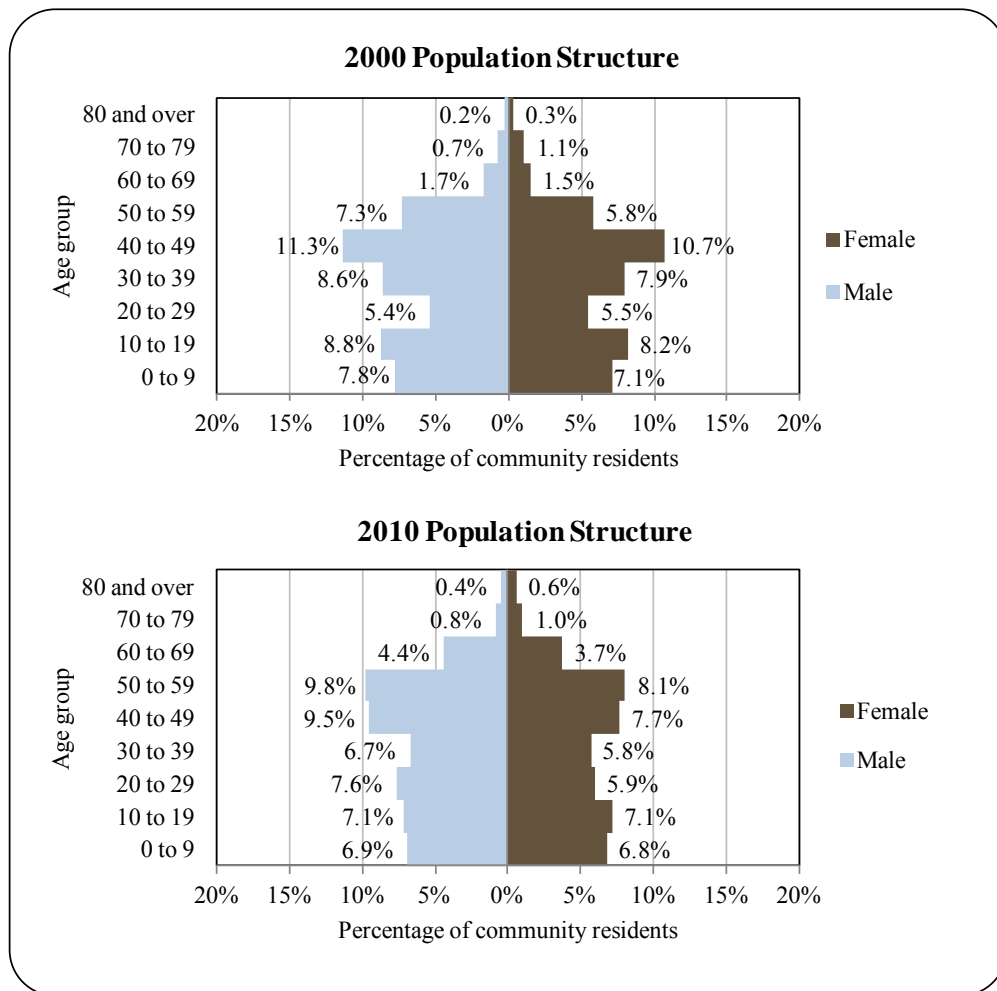 2000 Population Structure
80 and over 0.2% 0.3%
70 to 79 0.7% 1.1%
60 to 69 1.7% 1.5%
50 to 59 7.3% 5.8%
40 to 49 11.3% 10.7%
30 to 39 8.6% 7.9%
20 to 29 5.4% 5.5%
10 to 19 8.8% 8.2%
0 to 9 7.8% 7.1%
Age group
Female
Male
20% 15% 10% 5% 0% 5% 10% 15% 20%
Percentage of community residents
2010 Population Structure
80 and over 0.4% 0.6%
70 to 79 0.8% 1.0%
60 to 69 4.4% 3.7%
50 to 59 9.8% 8.1%
40 to 49 9.5% 7.7%
30 to 39 6.7% 5.8%
20 to 29 7.6% 5.9%
10 to 19 7.1% 7.1%
0 to 9 6.9% 6.8%
Age group
Female
Male
20% 15% 10% 5% 0% 5% 10% 15% 20%
Percentage of community residents